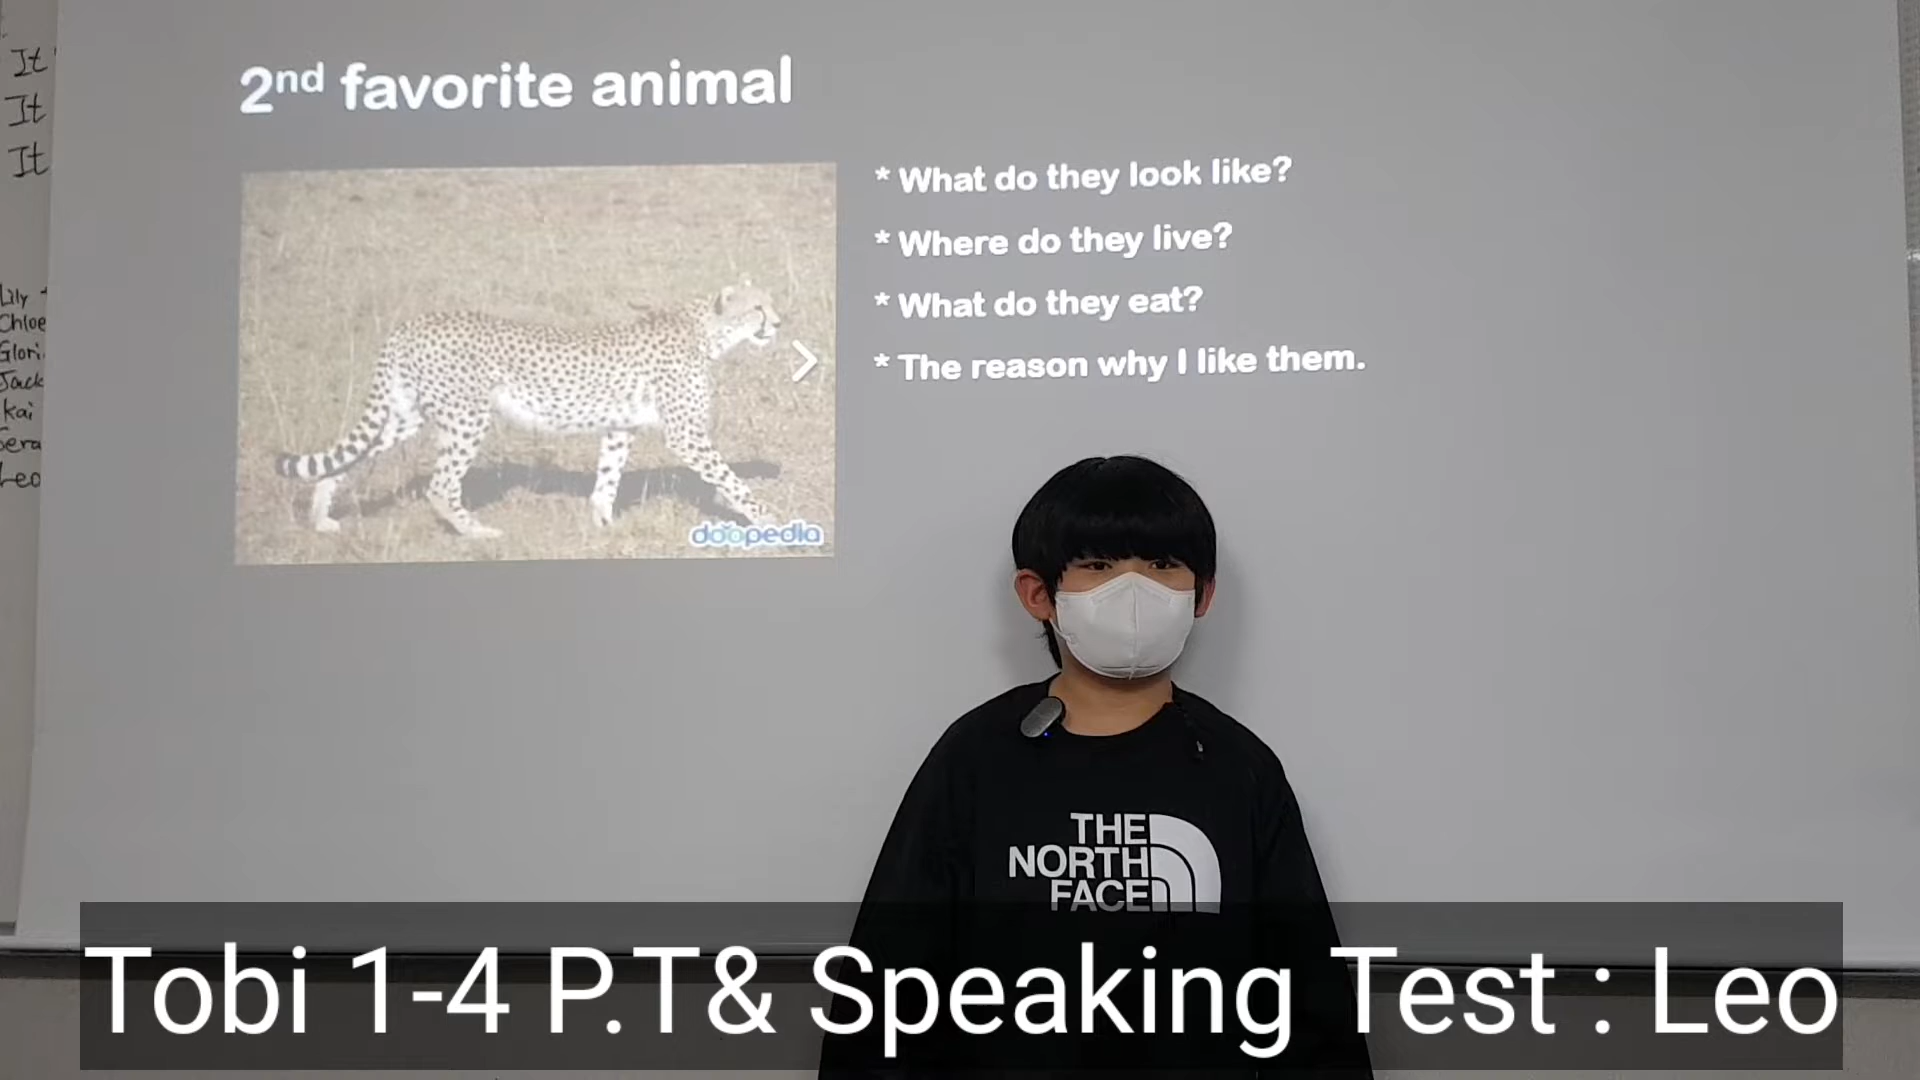 It
It
It
Lily
Chloe
Glori
Jack
Kai
Sera
Leo
2nd favorite animal
* What do they look like?
* Where do they live?
* What do they eat?
* The reason why I like them.
doopedia
THE
NORTH
FACE
Tobi 1-4 P.T& Speaking Test : Leo